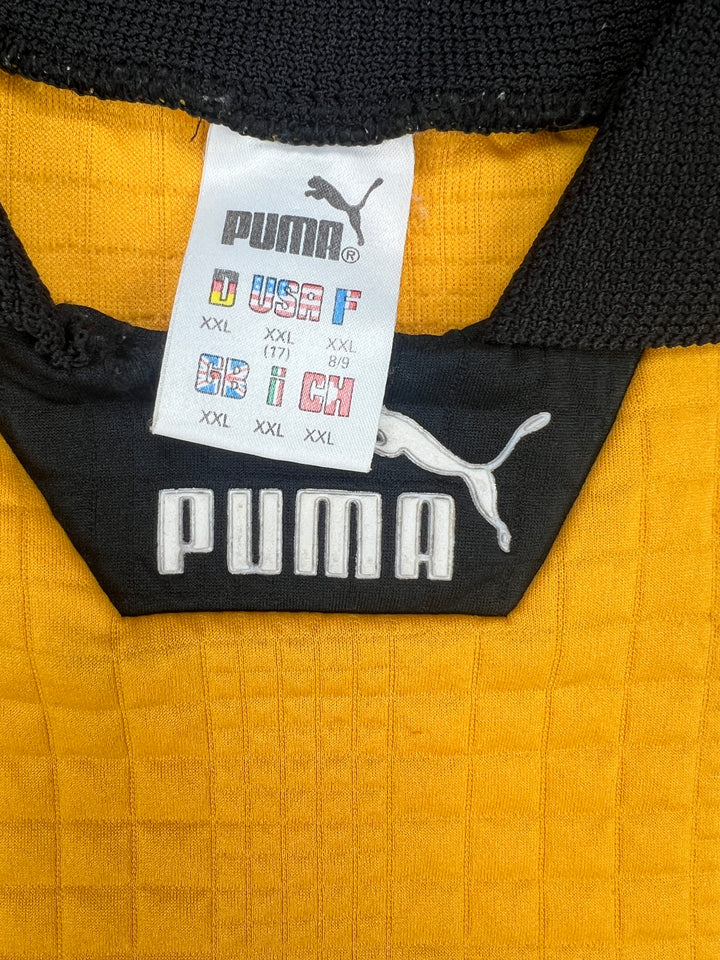 PUMA®
D USA F
XXL XXL XXL
(17) 8/9
GB i CH
XXL XXL XXL
PUMA